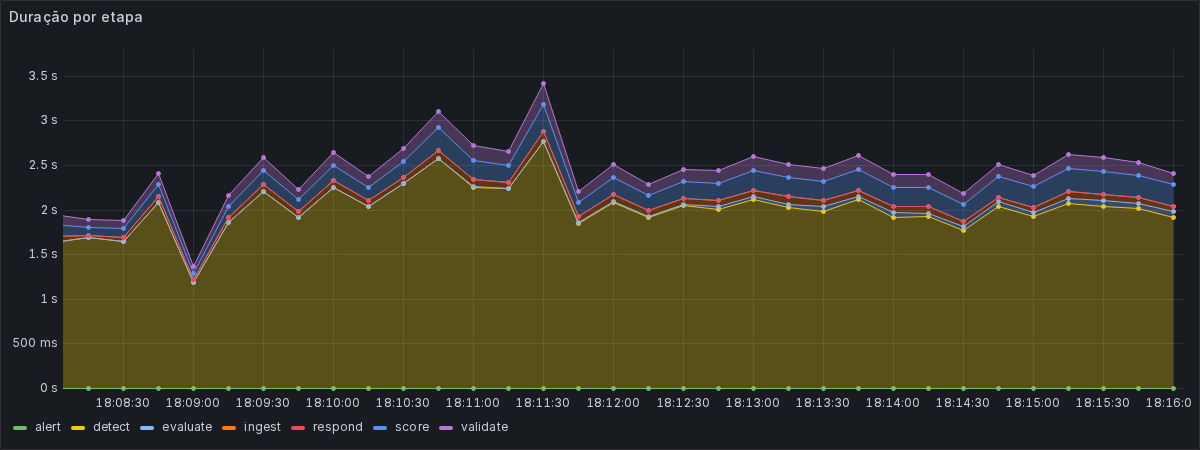 Duração por etapa
3.5 s
3 s
2.5 s
2 s
1.5 s
1 s
500 ms
0 s
18:08:30 18:09:00 18:09:30 18:10:00 18:10:30 18:11:00 18:11:30 18:12:00 18:12:30 18:13:00 18:13:30 18:14:00 18:14:30 18:15:00 18:15:30 18:16:0
alert detect evaluate ingest respond score validate